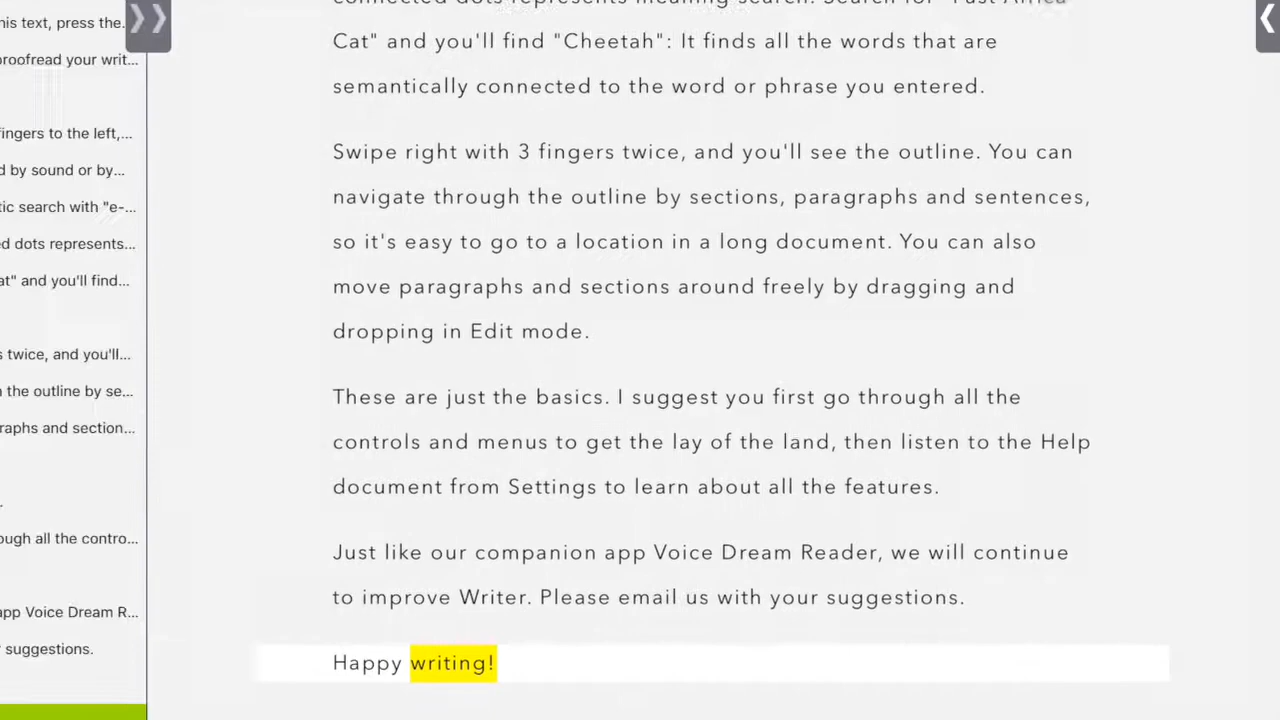 his text, press the...
proofread your writ...
fingers to the left,...
d by sound or by...
tic search with "e-...
ed dots represents...
at" and you'll find...
s twice, and you'll...
n the outline by se...
raphs and section...
.
ough all the contro...
app Voice Dream R...
suggestions.
connected dots represents meaning search. Search for "Fast Africa
Cat" and you'll find "Cheetah": It finds all the words that are
semantically connected to the word or phrase you entered.
Swipe right with 3 fingers twice, and you'll see the outline. You can
navigate through the outline by sections, paragraphs and sentences,
so it's easy to go to a location in a long document. You can also
move paragraphs and sections around freely by dragging and
dropping in Edit mode.
These are just the basics. I suggest you first go through all the
controls and menus to get the lay of the land, then listen to the Help
document from Settings to learn about all the features.
Just like our companion app Voice Dream Reader, we will continue
to improve Writer. Please email us with your suggestions.
Happy writing!